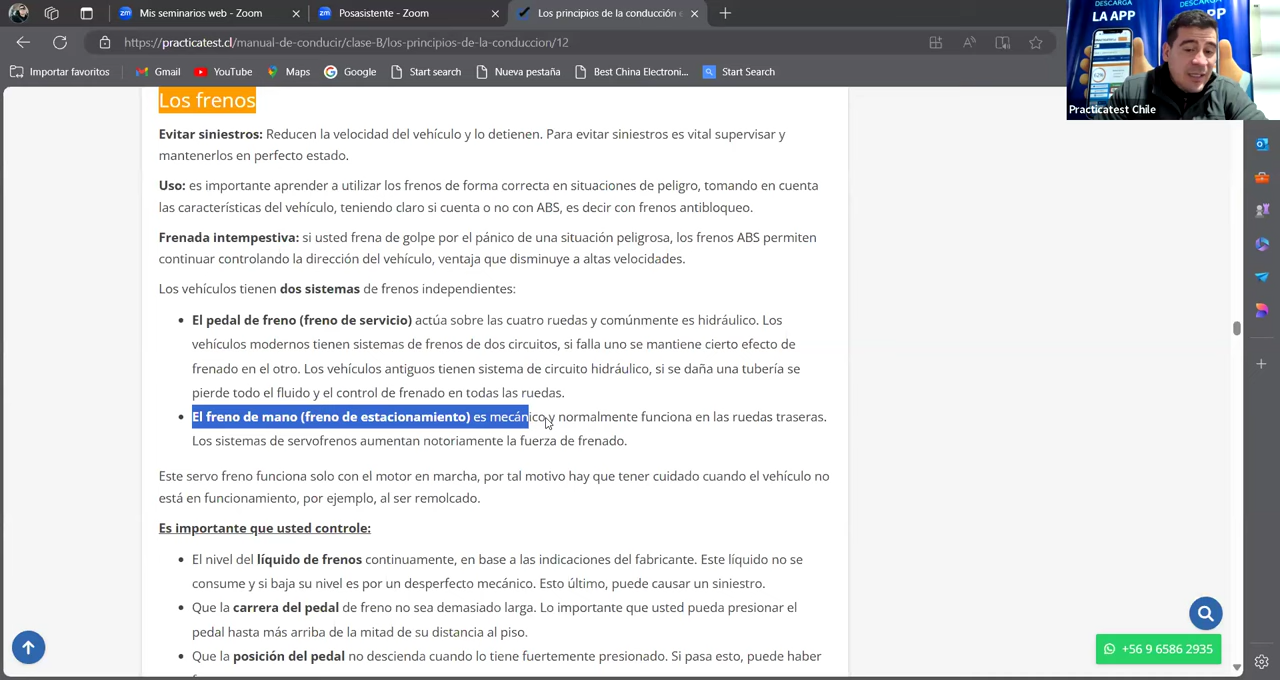 Mis seminarios web - Zoom
Posasistente - Zoom
Los principios de la conducción
https://practicatest.cl/manual-de-conducir/clase-B/los-principios-de-la-conduccion/12
Importar favoritos
Gmail
YouTube
Maps
Google
Start search
Nueva pestaña
Best China Electroni...
Start Search
DESCARGA
LA APP
DESCARGA
Practicatest Chile
Los frenos
Evitar siniestros: Reducen la velocidad del vehículo y lo detienen. Para evitar siniestros es vital supervisar y
mantenerlos en perfecto estado.
Uso: es importante aprender a utilizar los frenos de forma correcta en situaciones de peligro, tomando en cuenta
las características del vehículo, teniendo claro si cuenta o no con ABS, es decir con frenos antibloqueo.
Frenada intempestiva: si usted frena de golpe por el pánico de una situación peligrosa, los frenos ABS permiten
continuar controlando la dirección del vehículo, ventaja que disminuye a altas velocidades.
Los vehículos tienen dos sistemas de frenos independientes:
El pedal de freno (freno de servicio) actúa sobre las cuatro ruedas y comúnmente es hidráulico. Los
vehículos modernos tienen sistemas de frenos de dos circuitos, si falla uno se mantiene cierto efecto de
frenado en el otro. Los vehículos antiguos tienen sistema de circuito hidráulico, si se daña una tubería se
pierde todo el fluido y el control de frenado en todas las ruedas.
El freno de mano (freno de estacionamiento) es mecánico y normalmente funciona en las ruedas traseras.
Los sistemas de servofrenos aumentan notoriamente la fuerza de frenado.
Este servo freno funciona solo con el motor en marcha, por tal motivo hay que tener cuidado cuando el vehículo no
está en funcionamiento, por ejemplo, al ser remolcado.
Es importante que usted controle:
El nivel del líquido de frenos continuamente, en base a las indicaciones del fabricante. Este líquido no se
consume y si baja su nivel es por un desperfecto mecánico. Esto último, puede causar un siniestro.
Que la carrera del pedal de freno no sea demasiado larga. Lo importante que usted pueda presionar el
pedal hasta más arriba de la mitad de su distancia al piso.
Que la posición del pedal no descienda cuando lo tiene fuertemente presionado. Si pasa esto, puede haber
+56 9 6586 2935